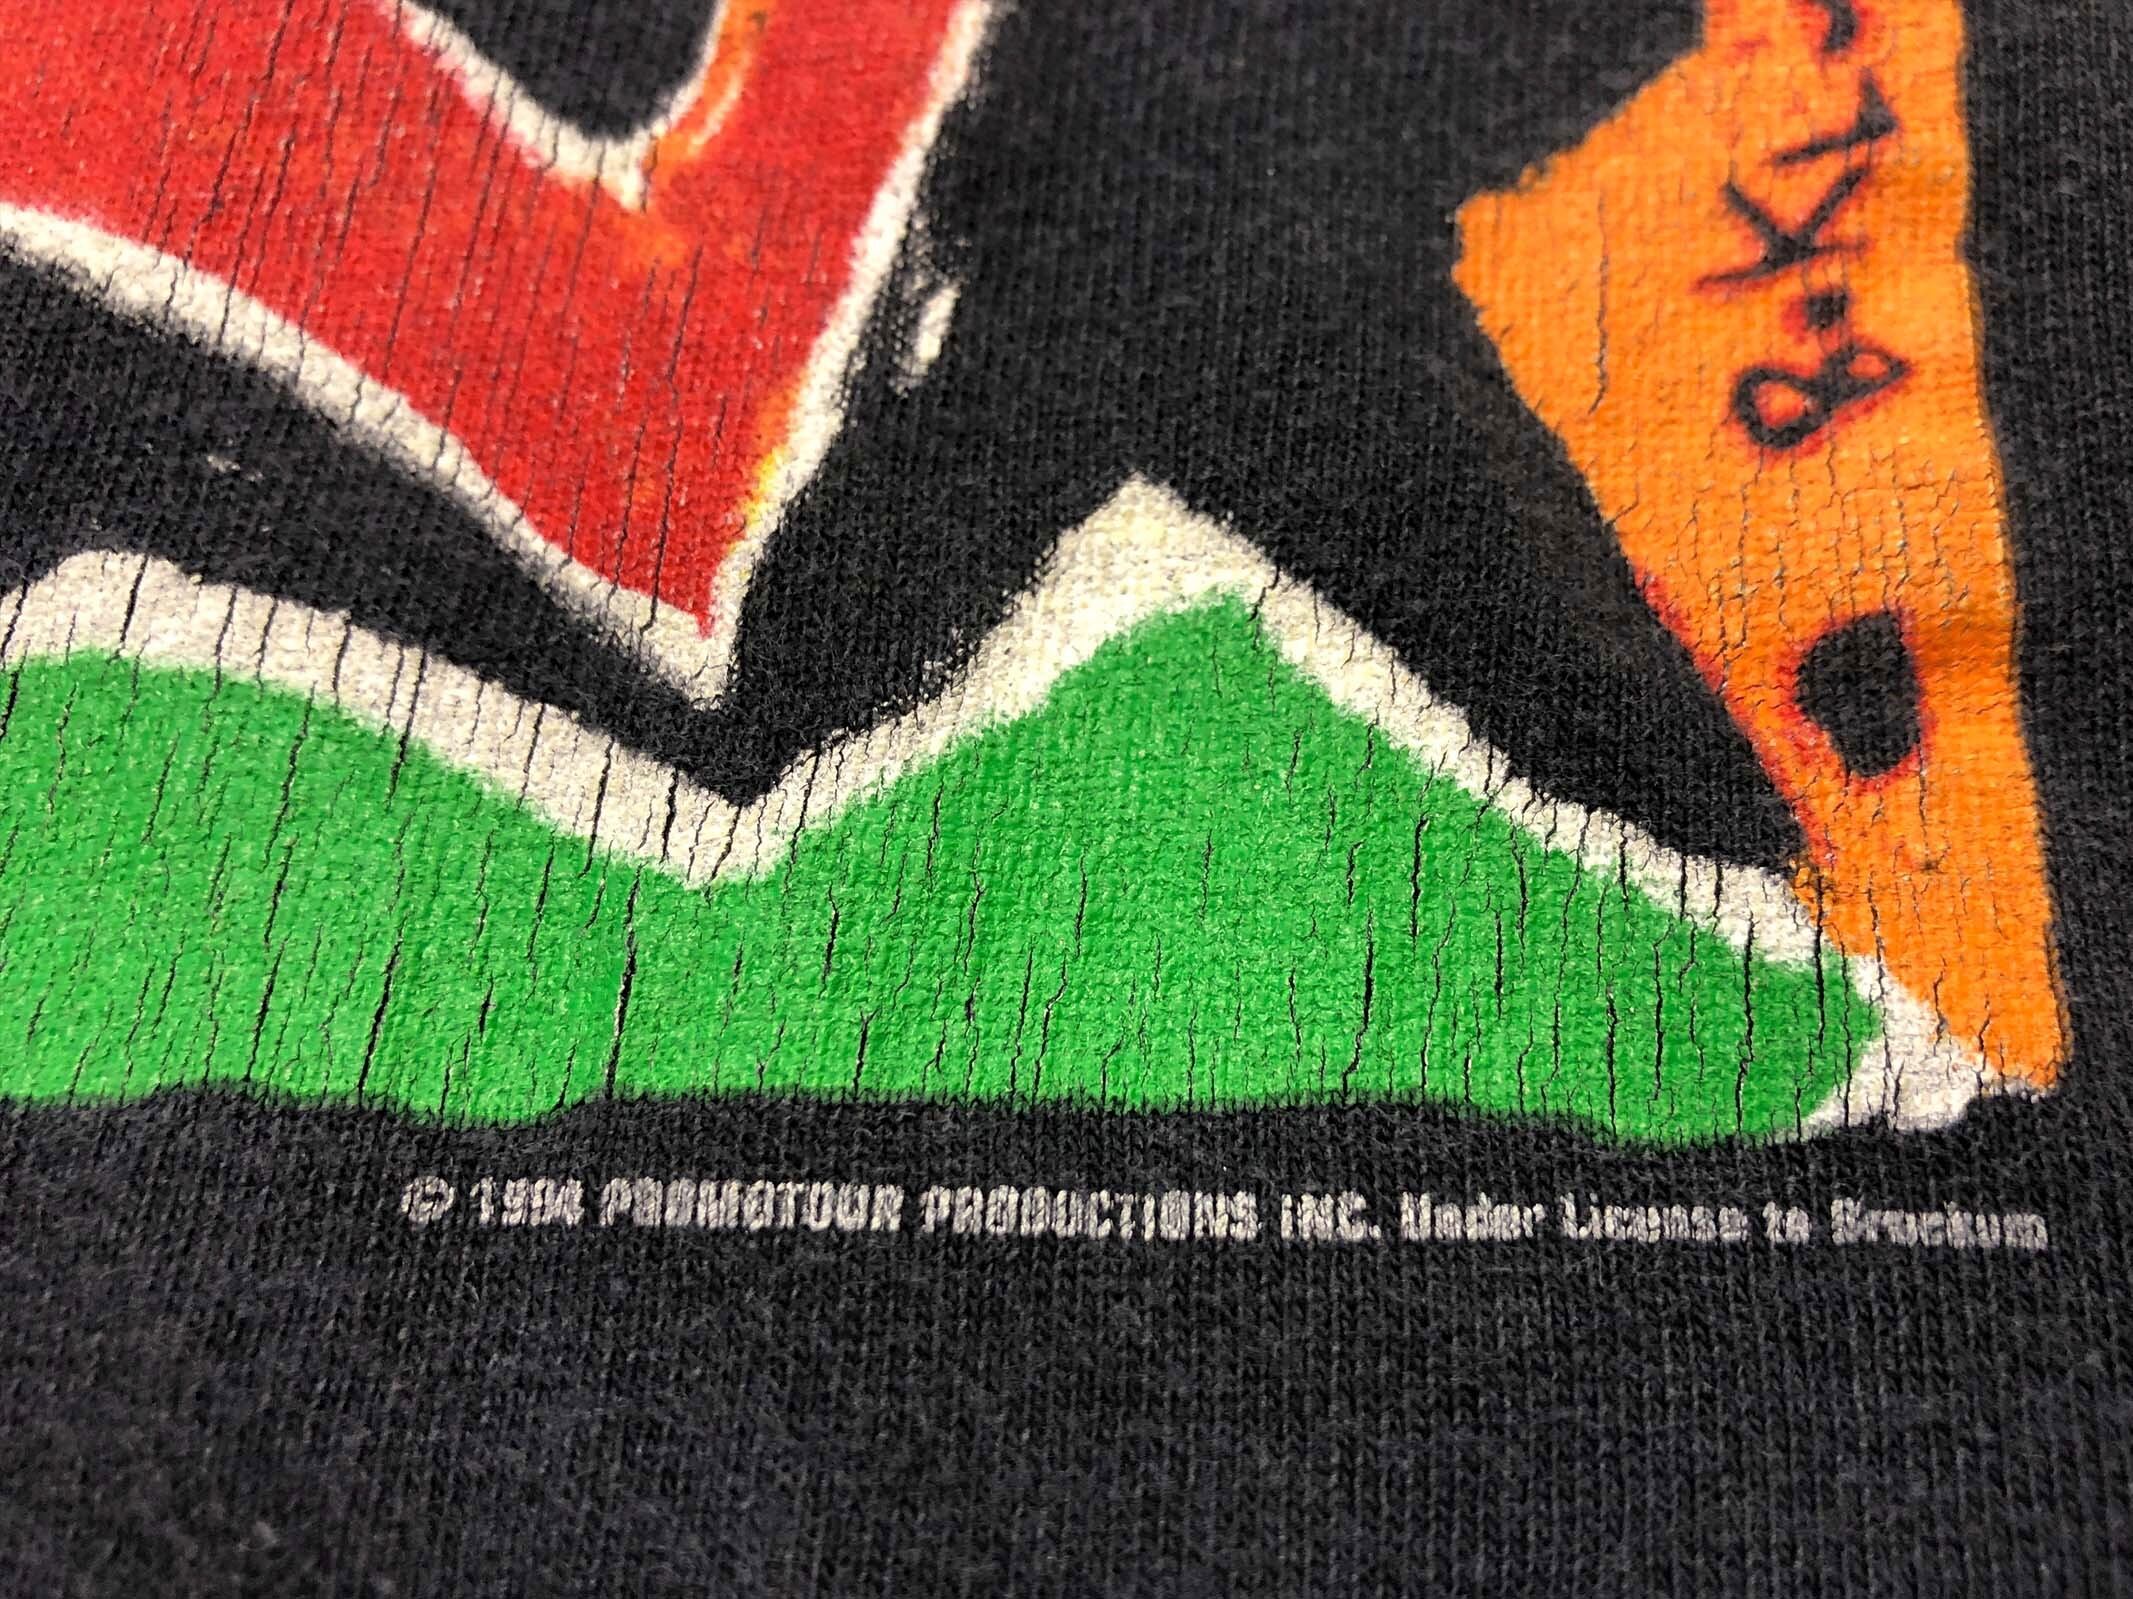 © 1994 PROMOTOUR PRODUCTIONS INC. Under License to Brockum